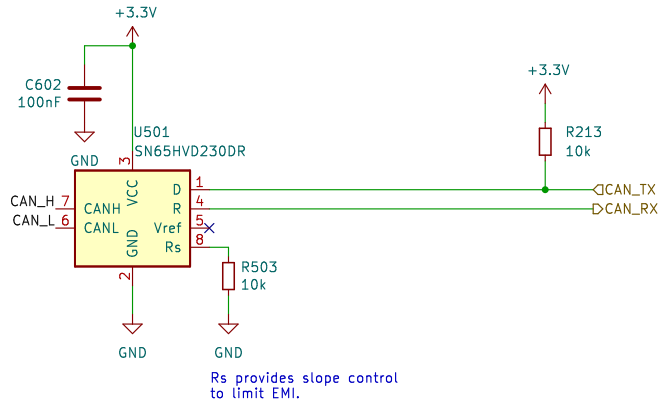 +3.3V
C602
100nF
GND
+3.3V
R213
10k
U501
SN65HVD230DR
3
VCC
D 1
CAN_TX
R 4
CAN_RX
CAN_H 7 CANH
Vref 5
CAN_L 6 CANL
Rs 8
GND
2
R503
10k
GND
GND
Rs provides slope control
to limit EMI.